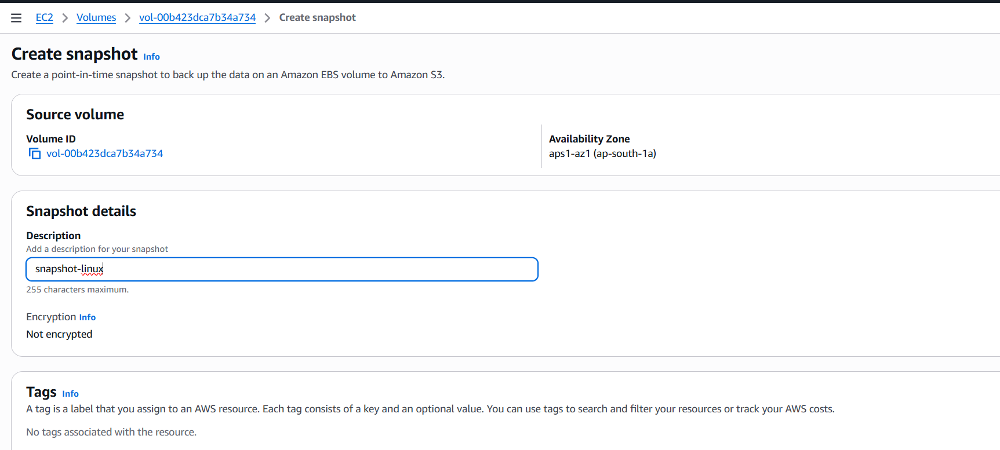 EC2 > Volumes > vol-00b423dca7b34a734 > Create snapshot
Create snapshot Info
Create a point-in-time snapshot to back up the data on an Amazon EBS volume to Amazon S3.
Source volume
Volume ID
vol-00b423dca7b34a734
Availability Zone
aps1-az1 (ap-south-1a)
Snapshot details
Description
Add a description for your snapshot
snapshot-linux
255 characters maximum.
Encryption Info
Not encrypted
Tags Info
A tag is a label that you assign to an AWS resource. Each tag consists of a key and an optional value. You can use tags to search and filter your resources or track your AWS costs.
No tags associated with the resource.